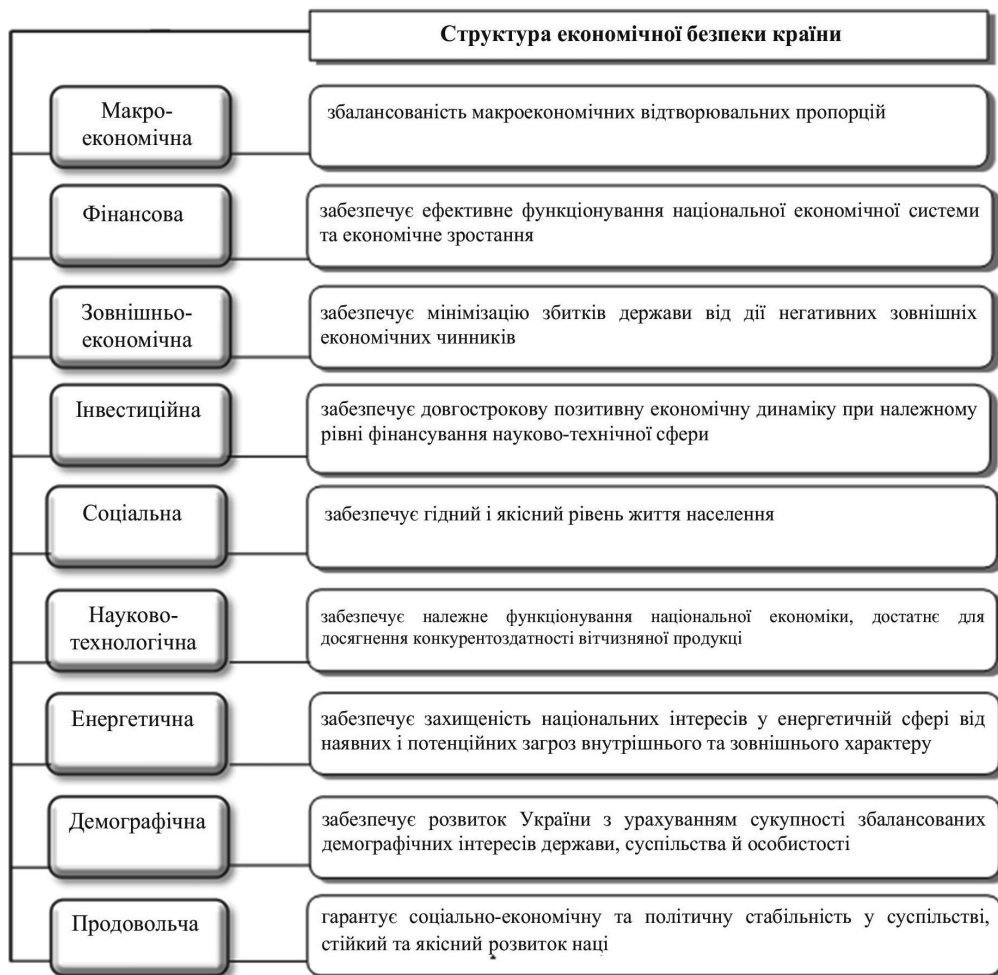 Структура економічної безпеки країни
Макро-
економічна
збалансованість макроекономічних відтворювальних пропорцій
Фінансова
забезпечує ефективне функціонування національної економічної системи
та економічне зростання
Зовнішньо-
економічна
забезпечує мінімізацію збитків держави від дії негативних зовнішніх
економічних чинників
Інвестиційна
забезпечує довгострокову позитивну економічну динаміку при належному
рівні фінансування науково-технічної сфери
Соціальна
забезпечує гідний і якісний рівень життя населення
Науково-
технологічна
забезпечує належне функціонування національної економіки, достатнє для
досягнення конкурентоздатності вітчизняної продукці
Енергетична
забезпечує захищеність національних інтересів у енергетичній сфері від
наявних і потенційних загроз внутрішнього та зовнішнього характеру
Демографічна
забезпечує розвиток України з урахуванням сукупності збалансованих
демографічних інтересів держави, суспільства й особистості
Продовольча
гарантує соціально-економічну та політичну стабільність у суспільстві,
стійкий та якісний розвиток наці